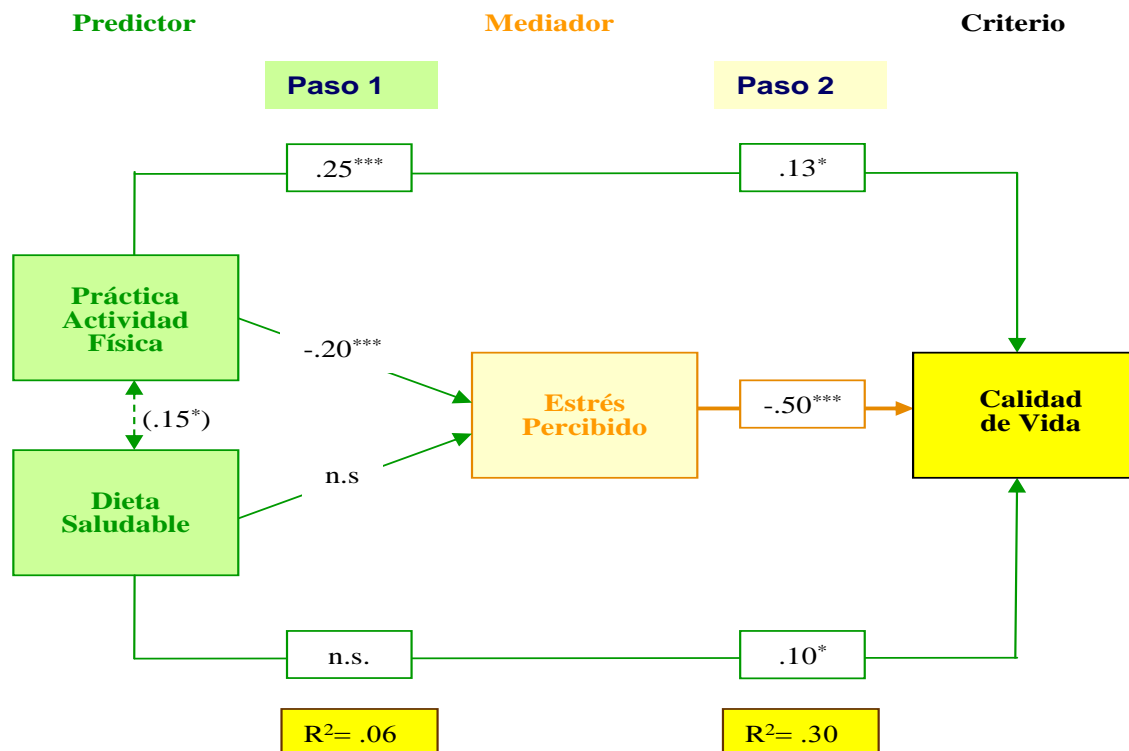 Predictor
Mediador
Criterio
Paso 1
Paso 2
.25***
.13*
Práctica
Actividad
Física
-.20***
(.15*)
Estrés
Percibido
-.50***
Calidad
de Vida
n.s
Dieta
Saludable
n.s.
.10*
R²= .06
R²= .30